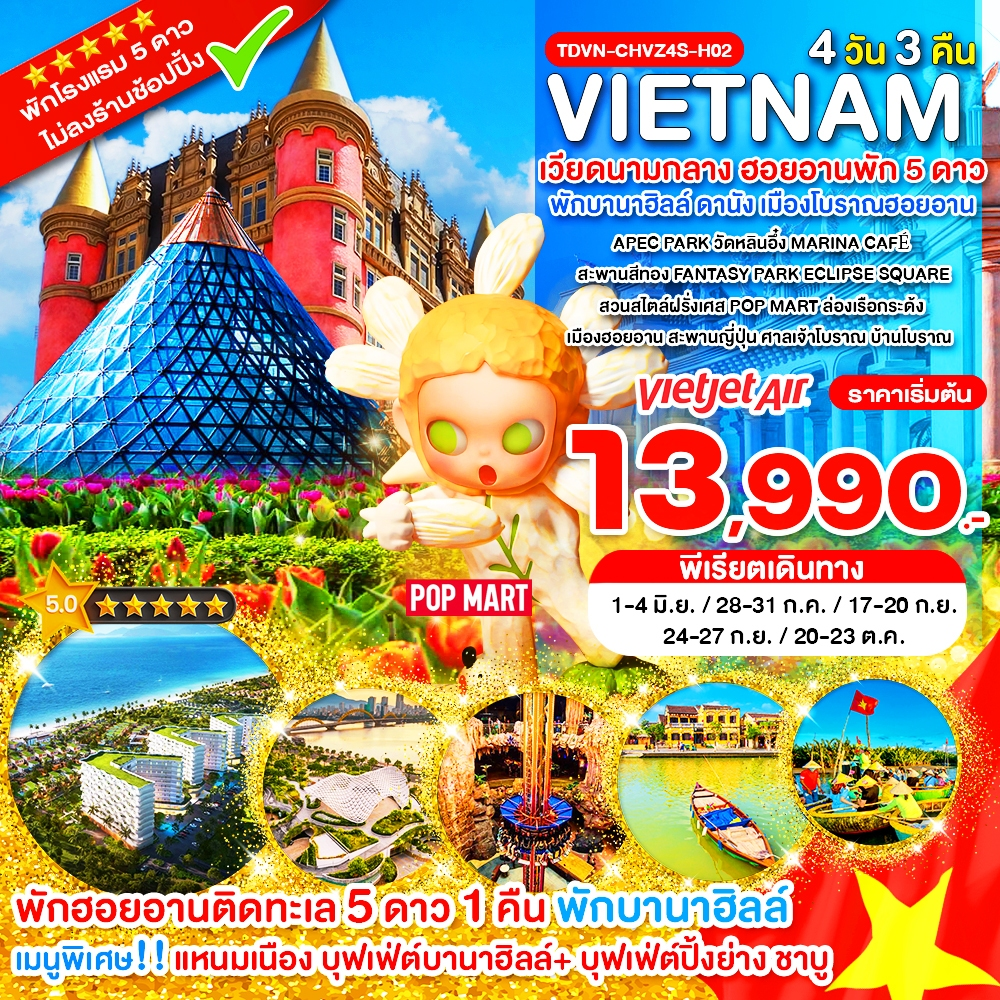 พักโรงแรม 5 ดาว
ไม่ลงร้านช้อปปิ้ง
TDVN-CHVZ4S-H02
4 วัน 3 คืน
VIETNAM
เวียดนามกลาง ฮอยอานพัก 5 ดาว
พักบานาฮิลล์ ดานัง เมืองโบราณฮอยอาน
APEC PARK วัดหลินอึ๋ง MARINA CAFÉ
สะพานสีทอง FANTASY PARK ECLIPSE SQUARE
สวนสไตล์ฝรั่งเศส POP MART ล่องเรือกระด้ง
เมืองฮอยอาน สะพานญี่ปุ่น ศาลเจ้าโบราณ บ้านโบราณ
vietjet Air
ราคาเริ่มต้น
13,990.-
พีเรียตเดินทาง
1-4 มิ.ย. / 28-31 ก.ค. / 17-20 ก.ย.
24-27 ก.ย. / 20-23 ต.ค.
POP MART
5.0
พักฮอยอานติดทะเล 5 ดาว 1 คืน พักบานาฮิลล์
เมนูพิเศษ!! แหนมเนือง บุฟเฟ่ต์บานาฮิลล์+ บุฟเฟ่ต์ปิ้งย่าง ชาบู